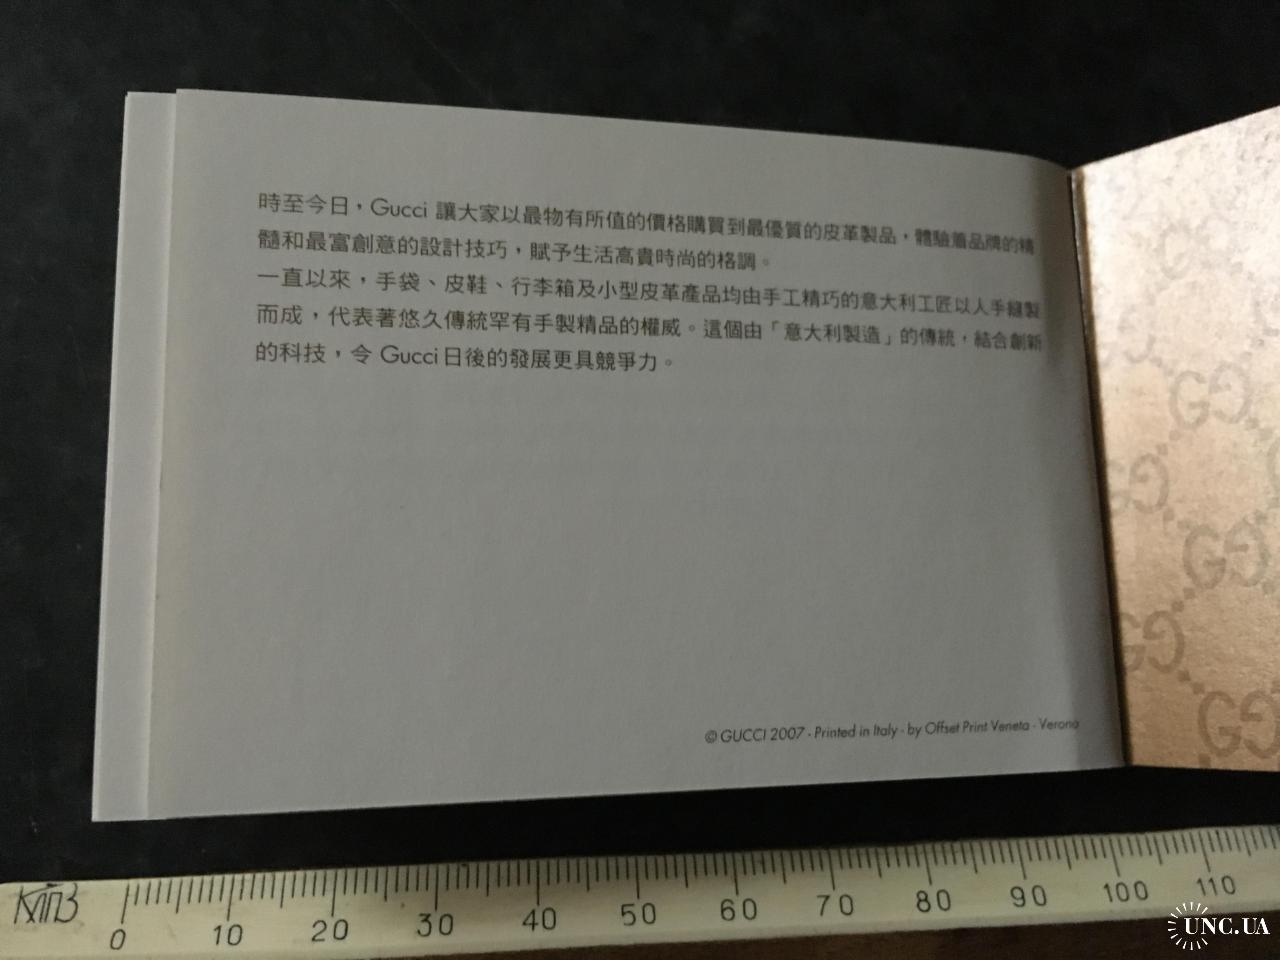 時至今日，Gucci 讓大家以最物有所值的價格購買到最優質的皮革製品，體驗着品牌的精
髓和最富創意的設計技巧，賦予生活高貴時尚的格調。
一直以來，手袋、皮鞋、行李箱及小型皮革產品均由手工精巧的意大利工匠以人手縫製
而成，代表著悠久傳統罕有手製精品的權威。這個由「意大利製造」的傳統，結合創新
的科技，令 Gucci 日後的發展更具競爭力。
© GUCCI 2007 - Printed in Italy - by Offset Print Veneta - Verona
0 10 20 30 40 50 60 70 80 90 100 110
UNC.UA